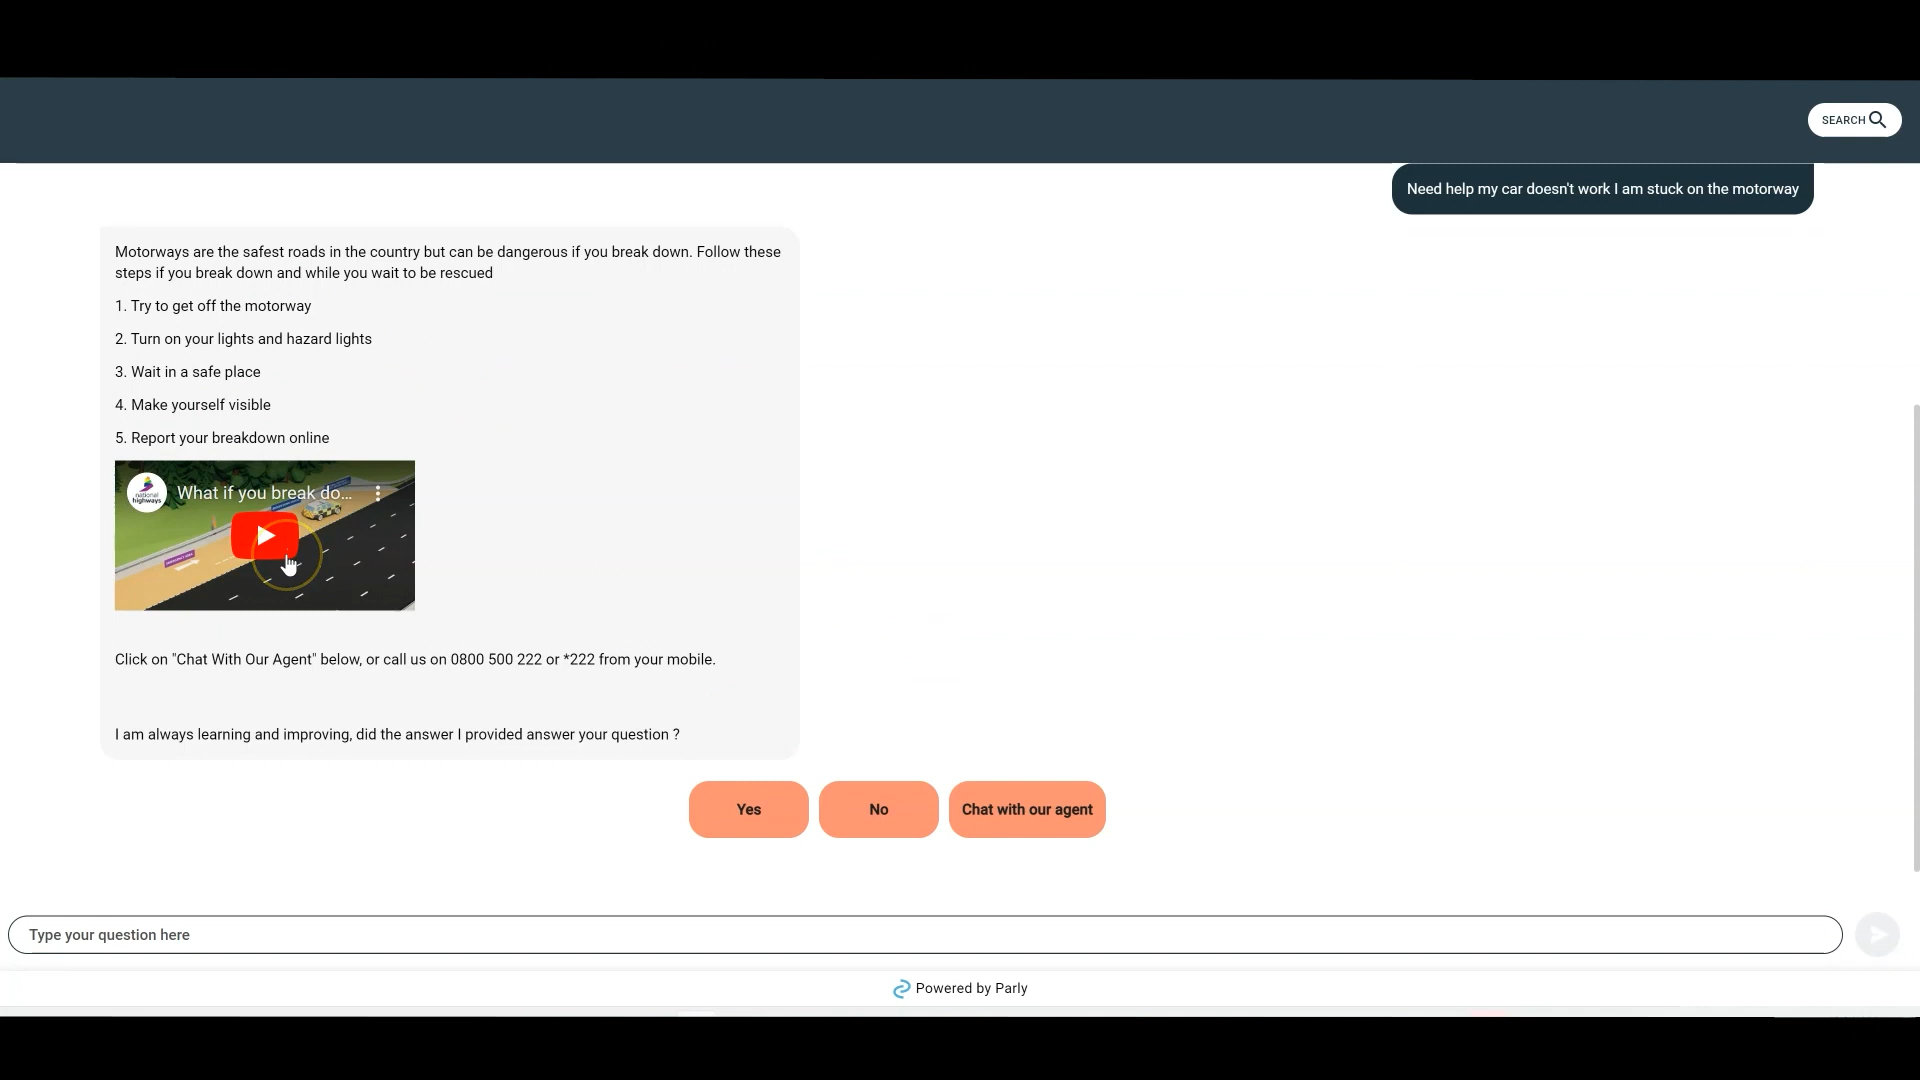 SEARCH
Need help my car doesn't work I am stuck on the motorway
Motorways are the safest roads in the country but can be dangerous if you break down. Follow these
steps if you break down and while you wait to be rescued
1. Try to get off the motorway
2. Turn on your lights and hazard lights
3. Wait in a safe place
4. Make yourself visible
5. Report your breakdown online
national
highways
What if you break do...
Click on "Chat With Our Agent" below, or call us on 0800 500 222 or *222 from your mobile.
I am always learning and improving, did the answer I provided answer your question ?
Yes
No
Chat with our agent
Type your question here
Powered by Parly